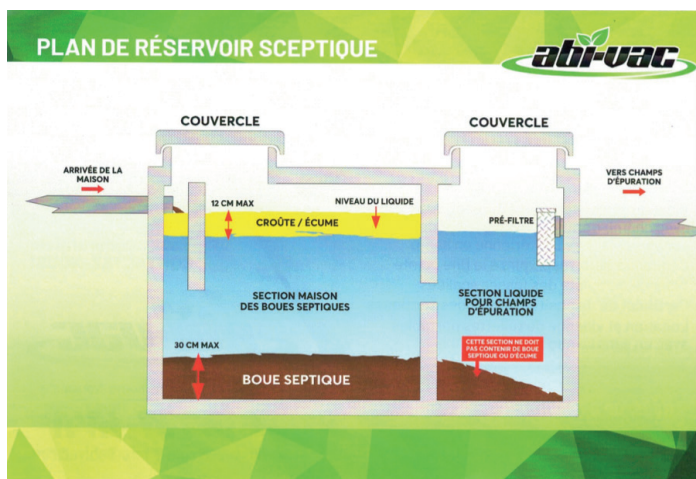 PLAN DE RÉSERVOIR SCEPTIQUE
abi-vac
COUVERCLE
COUVERCLE
ARRIVÉE DE LA
MAISON
VERS CHAMPS
D'ÉPURATION
12 CM MAX
NIVEAU DU LIQUIDE
CROÛTE / ÉCUME
PRÉ-FILTRE
SECTION MAISON
DES BOUES SEPTIQUES
SECTION LIQUIDE
POUR CHAMPS
D'ÉPURATION
30 CM MAX
CETTE SECTION NE DOIT
PAS CONTENIR DE BOUE
SEPTIQUE OU D'ÉCUME
BOUE SEPTIQUE